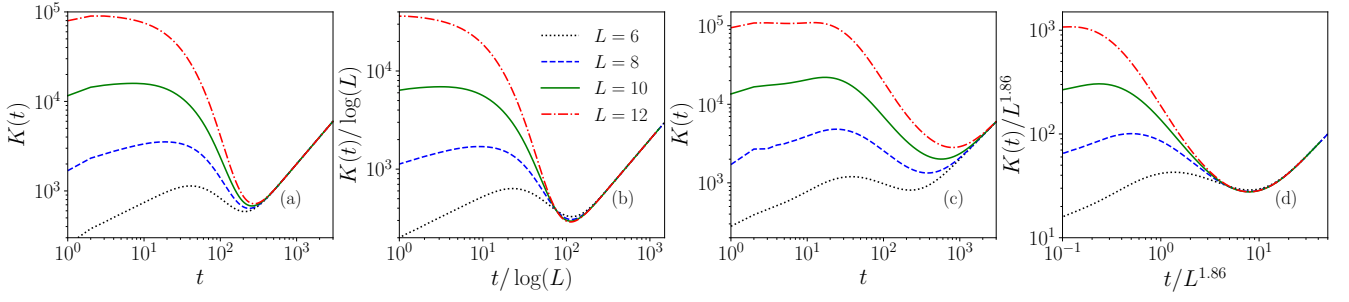 10^5
10^4
10^3
K(t)
10^0 10^1 10^2 10^3
t
(a)
10^4
10^3
K(t)/ log(L)
10^0 10^1 10^2 10^3
t/ log(L)
(b)
L = 6
L = 8
L = 10
L = 12
10^5
10^4
10^3
K(t)
10^0 10^1 10^2 10^3
t
(c)
10^3
10^2
10^1
K(t)/L^1.86
10^-1 10^0 10^1
t/L^1.86
(d)